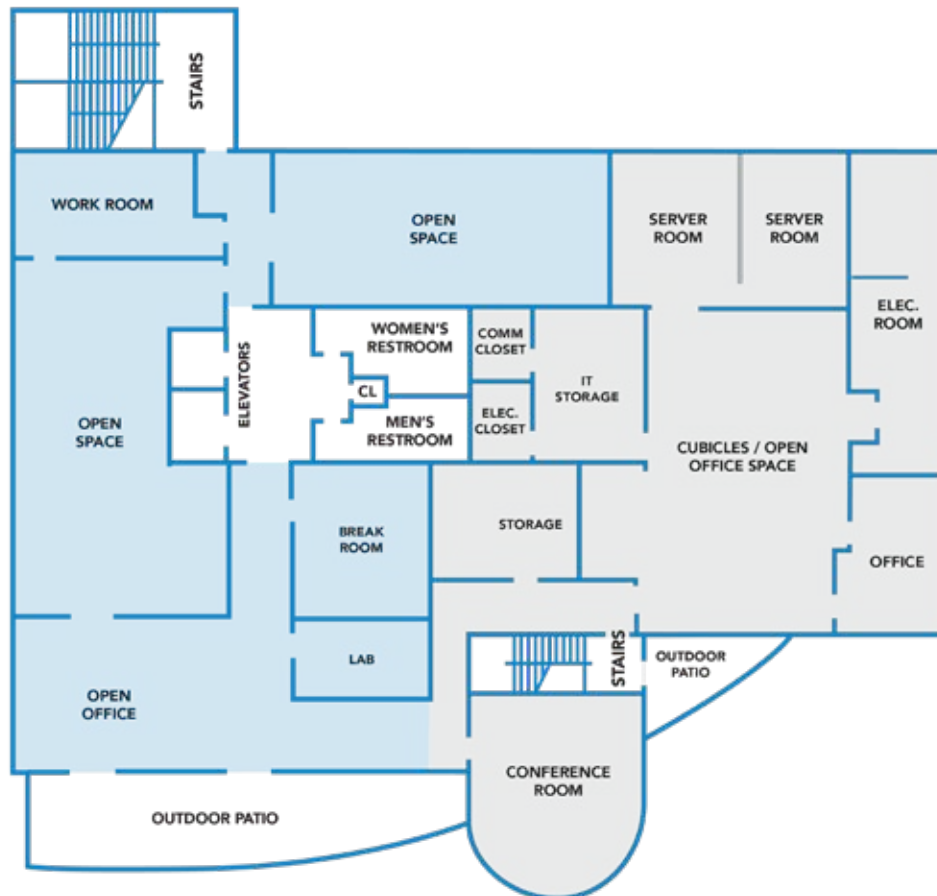 STAIRS
WORK ROOM
OPEN
SPACE
SERVER
ROOM
SERVER
ROOM
ELEC.
ROOM
WOMEN'S
RESTROOM
COMM
CLOSET
ELEVATORS
CL
IT
STORAGE
MEN'S
RESTROOM
ELEC.
CLOSET
OPEN
SPACE
CUBICLES / OPEN
OFFICE SPACE
BREAK
ROOM
STORAGE
OFFICE
LAB
STAIRS
OUTDOOR
PATIO
OPEN
OFFICE
CONFERENCE
ROOM
OUTDOOR PATIO